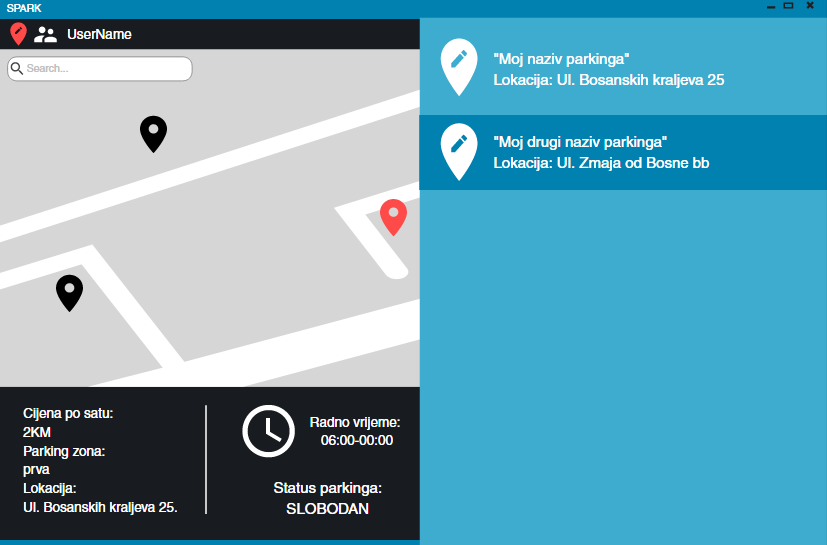 SPARK
UserName
Search...
"Moj naziv parkinga"
Lokacija: Ul. Bosanskih kraljeva 25
"Moj drugi naziv parkinga"
Lokacija: Ul. Zmaja od Bosne bb
Cijena po satu:
2KM
Parking zona:
prva
Lokacija:
Ul. Bosanskih kraljeva 25.
Radno vrijeme:
06:00-00:00
Status parkinga:
SLOBODAN